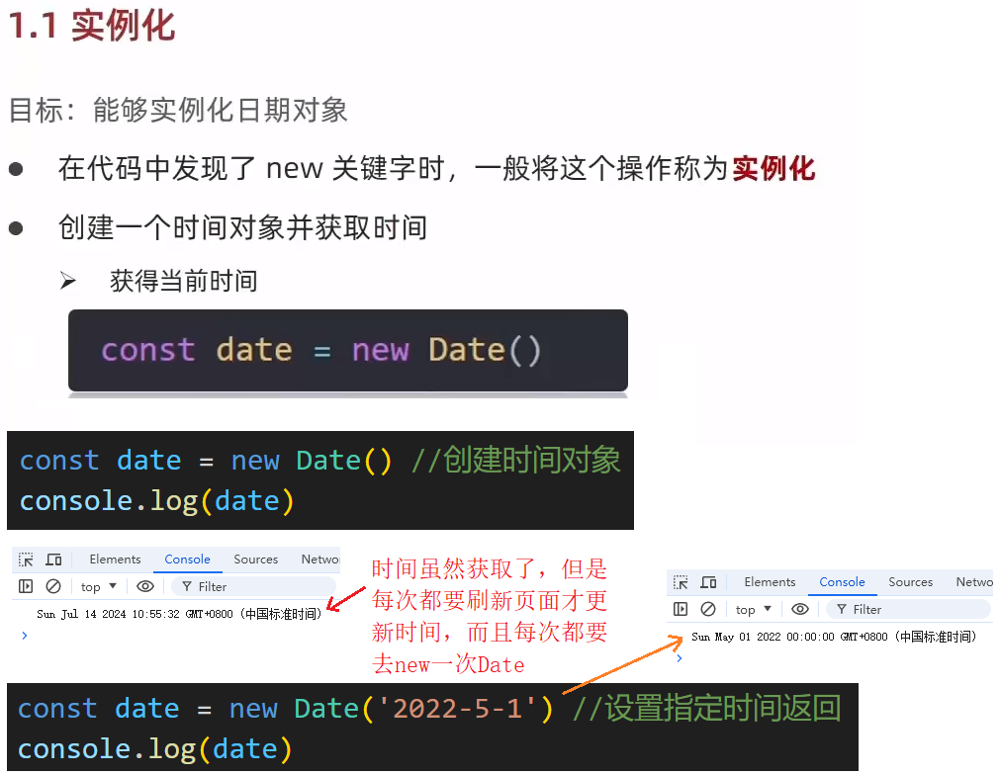 1.1 实例化
目标：能够实例化日期对象
● 在代码中发现了 new 关键字时，一般将这个操作称为实例化
● 创建一个时间对象并获取时间
➢ 获得当前时间
const date = new Date()
const date = new Date() //创建时间对象
console.log(date)
Elements Console Sources Netwo
top ▼ Filter
Sun Jul 14 2024 10:55:32 GMT+0800 (中国标准时间)
>
时间虽然获取了，但是
每次都要刷新页面才更
新时间，而且每次都要
去new一次Date
Elements Console Sources Netwo
top ▼ Filter
Sun May 01 2022 00:00:00 GMT+0800 (中国标准时间)
>
const date = new Date('2022-5-1') //设置指定时间返回
console.log(date)